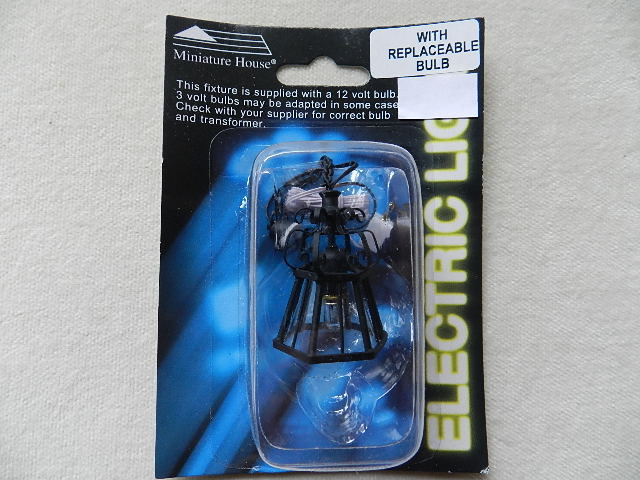 WITH
REPLACEABLE
BULB
Miniature House®
This fixture is supplied with a 12 volt bulb.
3 volt bulbs may be adapted in some case
Check with your supplier for correct bulb
and transformer.
ELECTRIC LIG